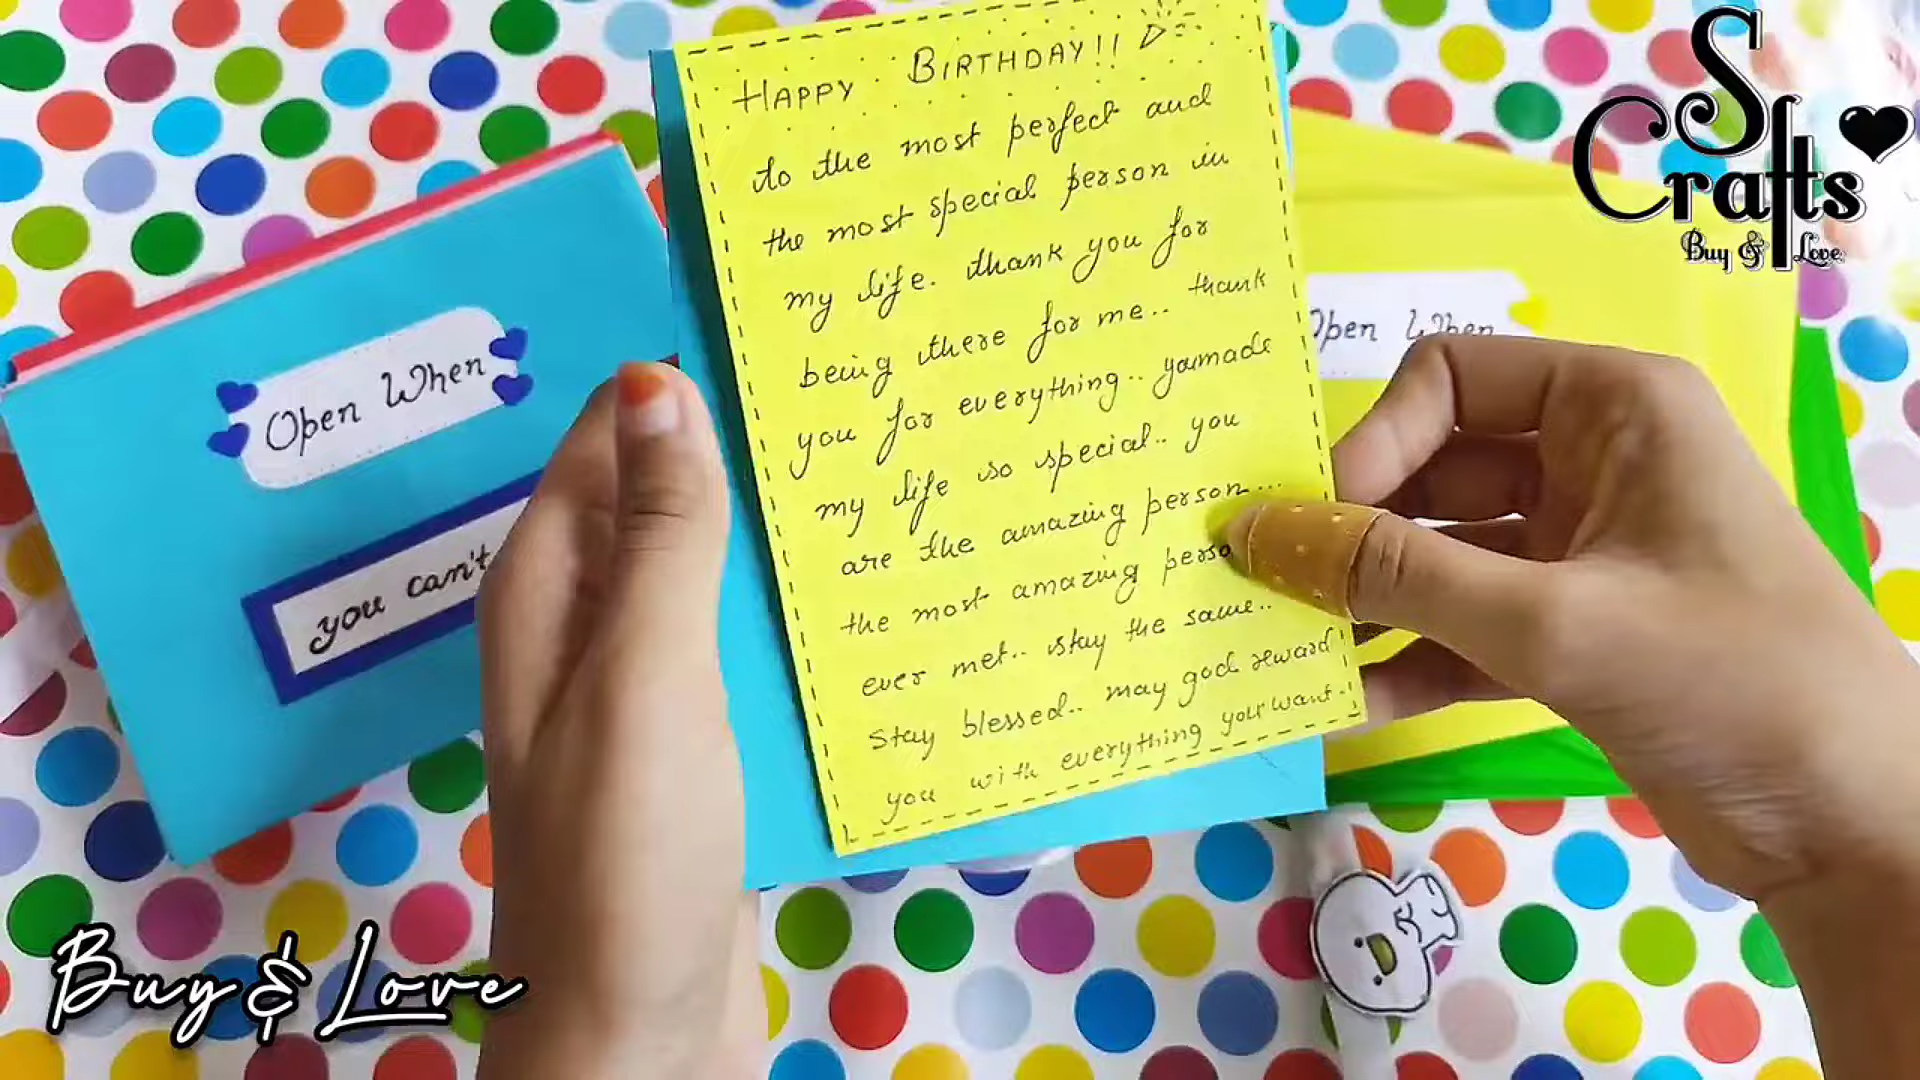 HAPPY BIRTHDAY!!
to the most perfect and
the most special person in
my life. thank you for
being there for me.. thank
you for everything.. youmade
my life so special.. you
are the amazing person...
the most amazing perso
ever met.. stay the same..
stay blessed.. may god reward
you with everything you want.
Open When
you can't
Open When
S Crafts
Buy & Love
Buy & Love